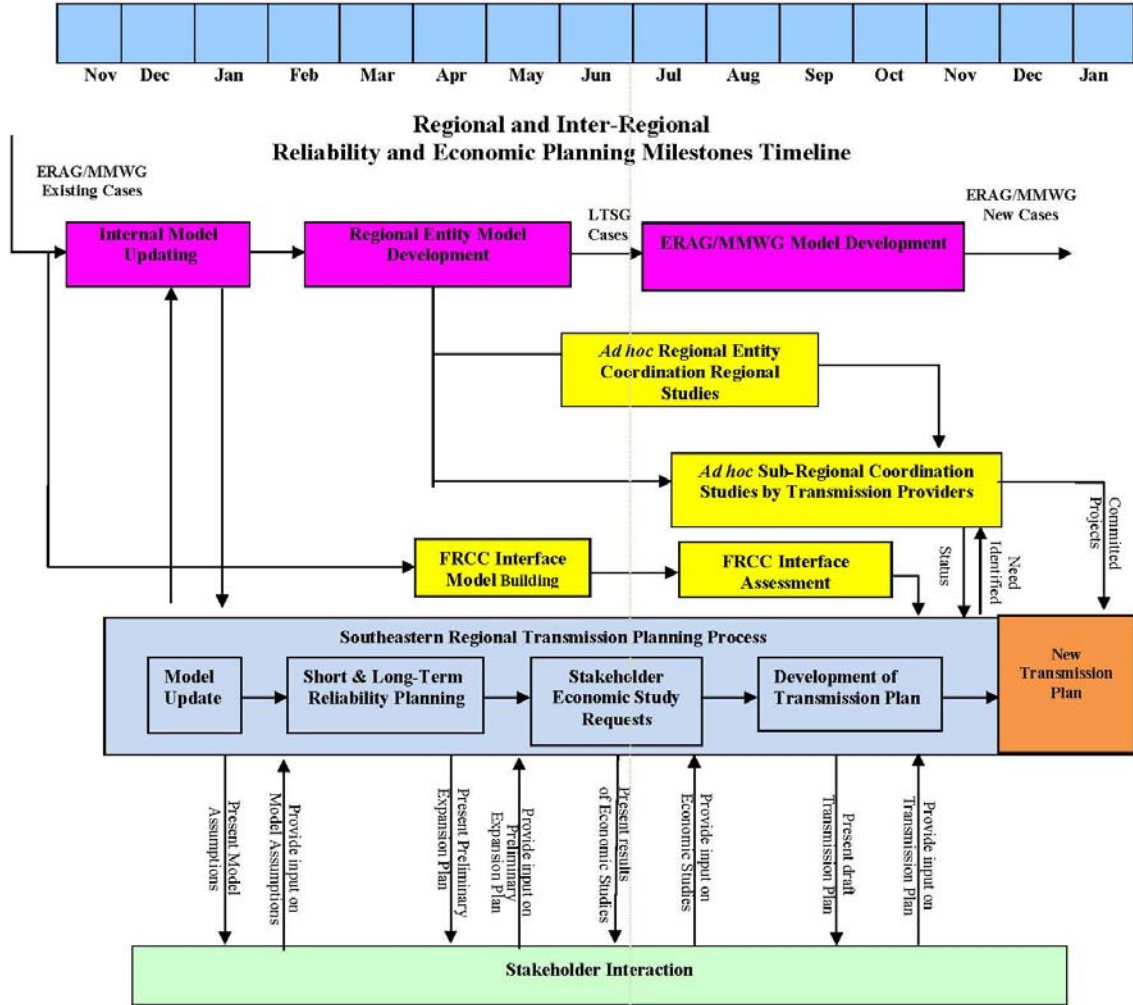 Nov Dec Jan Feb Mar Apr May Jun Jul Aug Sep Oct Nov Dec Jan
Regional and Inter-Regional
Reliability and Economic Planning Milestones Timeline
ERAG/MMWG
Existing Cases
Internal Model
Updating
Regional Entity Model
Development
LTSG
Cases
ERAG/MMWG Model Development
ERAG/MMWG
New Cases
Ad hoc Regional Entity
Coordination Regional
Studies
Ad hoc Sub-Regional Coordination
Studies by Transmission Providers
FRCC Interface
Model Building
FRCC Interface
Assessment
Status
Need
Identified
Committed
Projects
Southeastern Regional Transmission Planning Process
Model
Update
Short & Long-Term
Reliability Planning
Stakeholder
Economic Study
Requests
Development of
Transmission Plan
New
Transmission
Plan
Present Model
Assumptions
Provide input on
Model Assumptions
Present Preliminary
Expansion Plan
Provide input on
Preliminary
Expansion Plan
Present results
of Economic Studies
Provide input on
Economic Studies
Present draft
Transmission Plan
Provide input on
Transmission Plan
Stakeholder Interaction